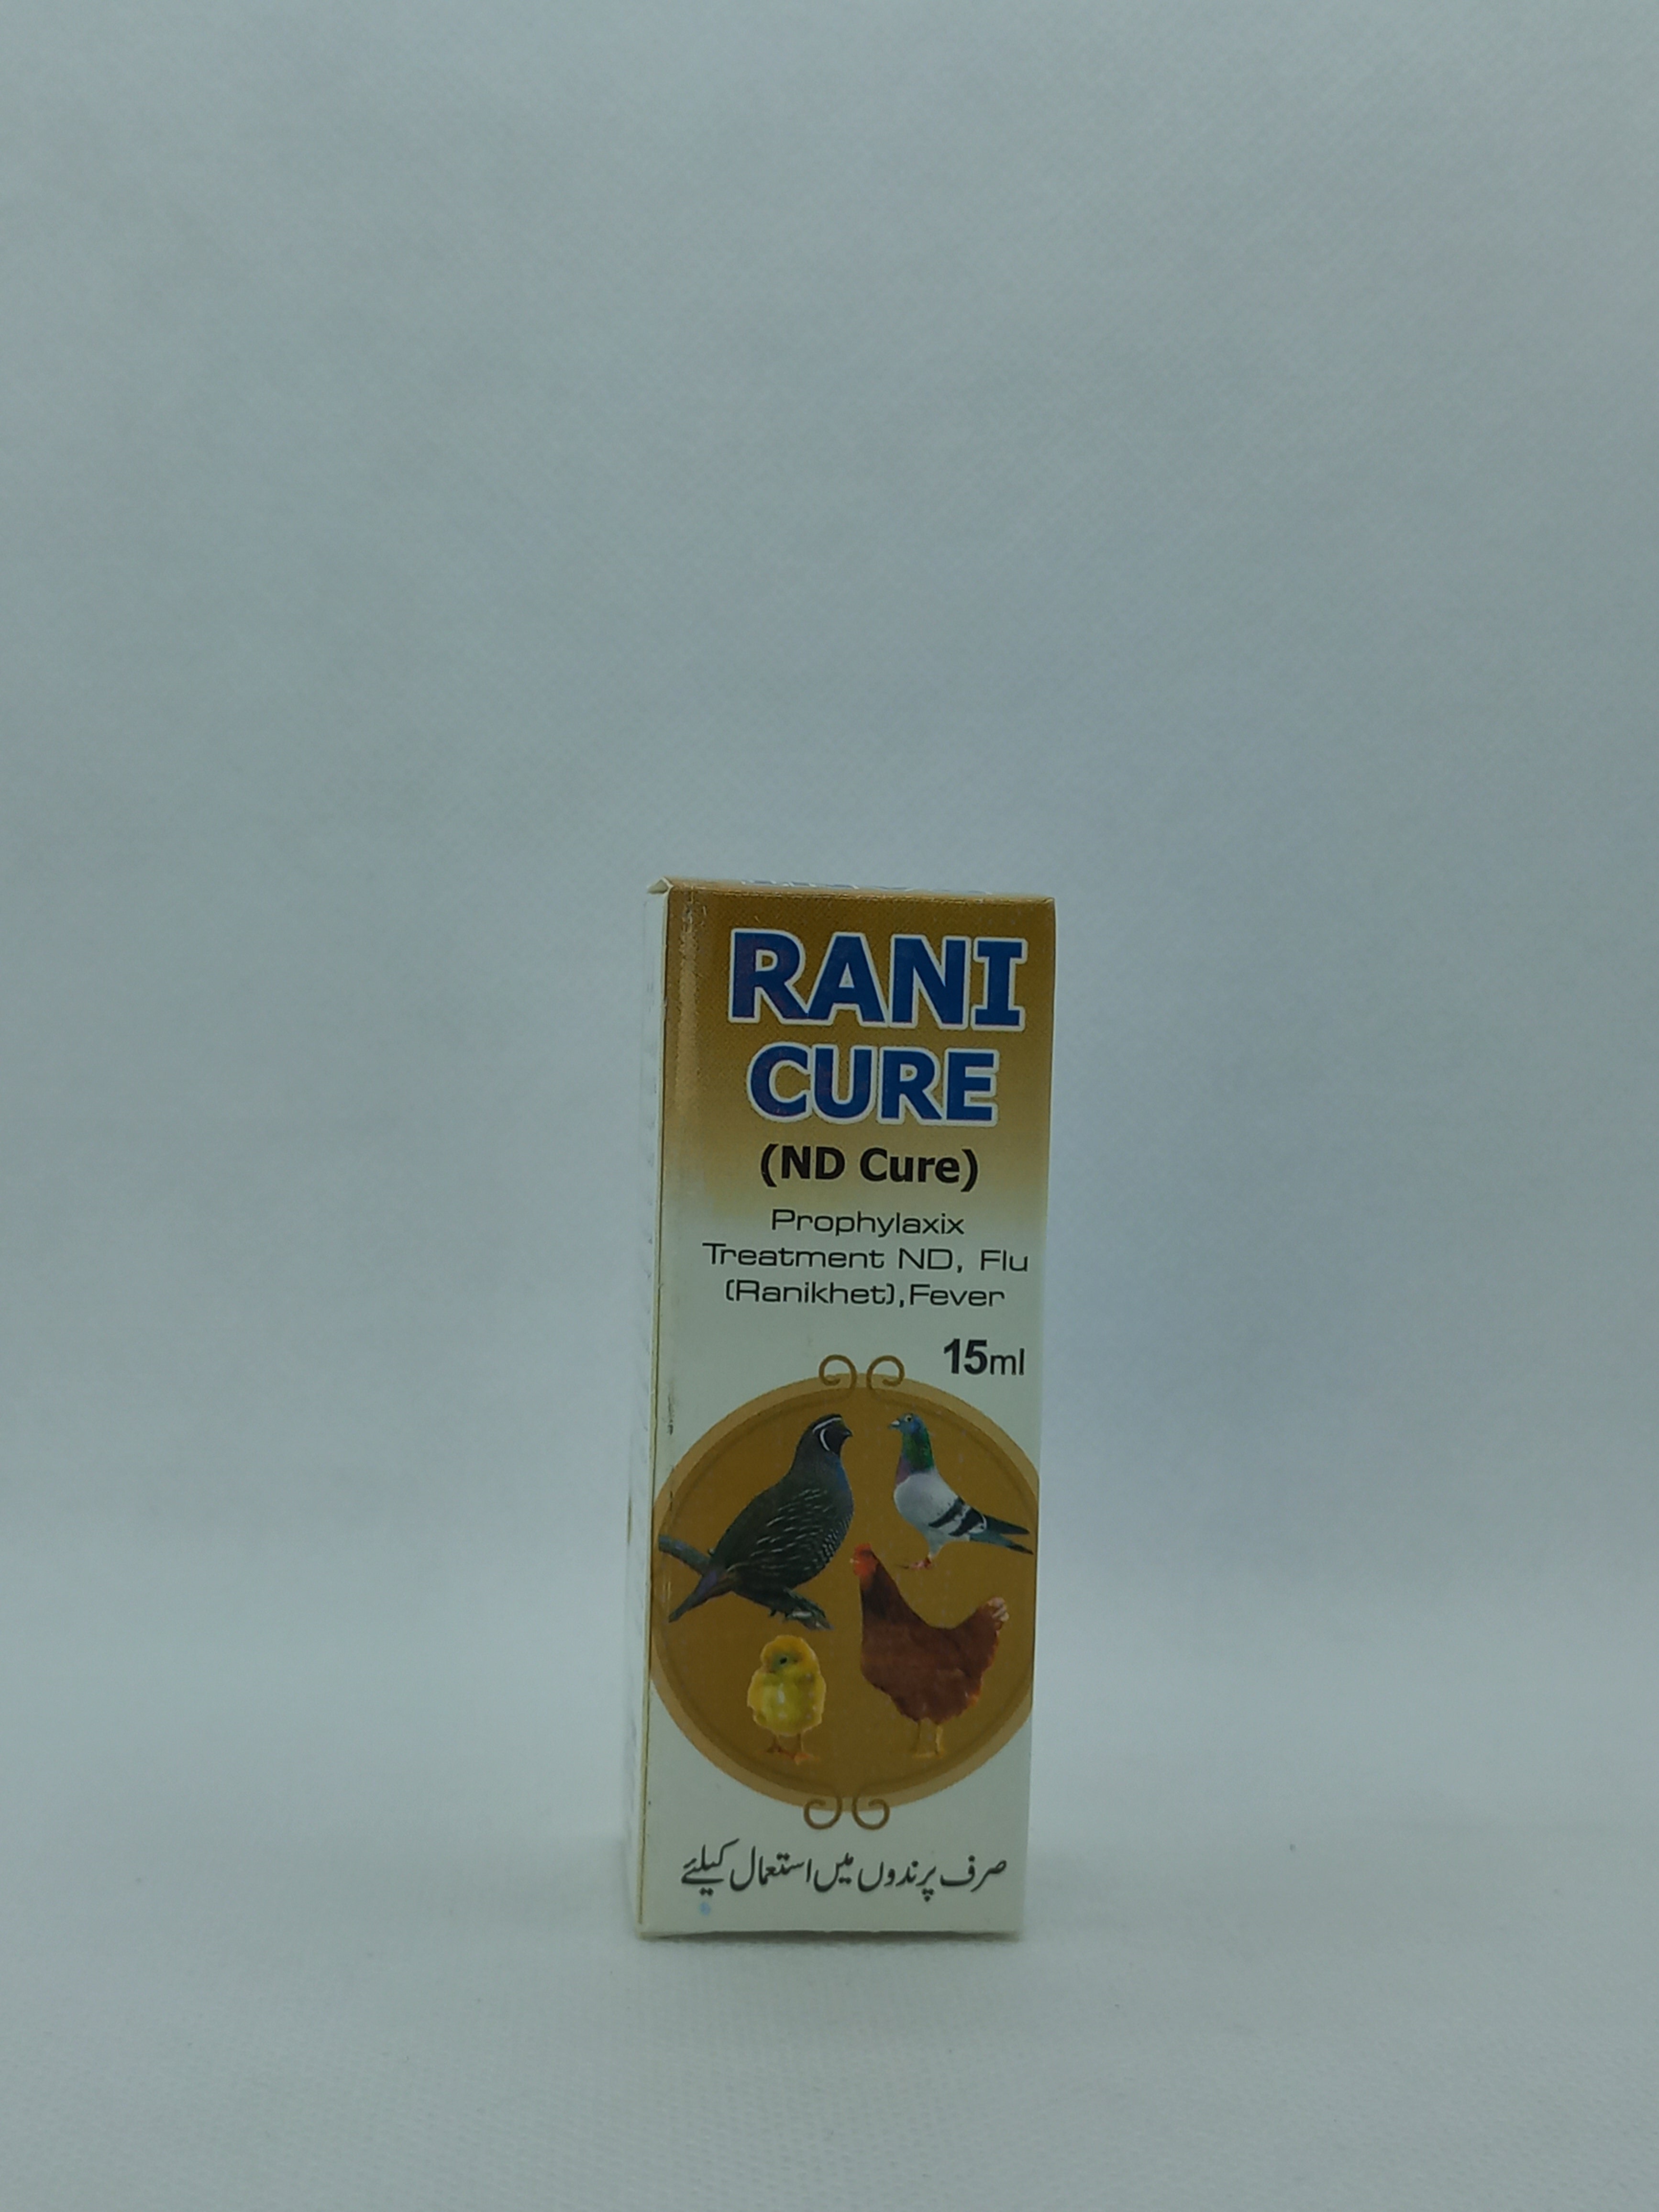 RANI
CURE
(ND Cure)
Prophylaxix
Treatment ND, Flu
(Ranikhet),Fever
15ml
صرف پرندوں میں استعمال کیلئے